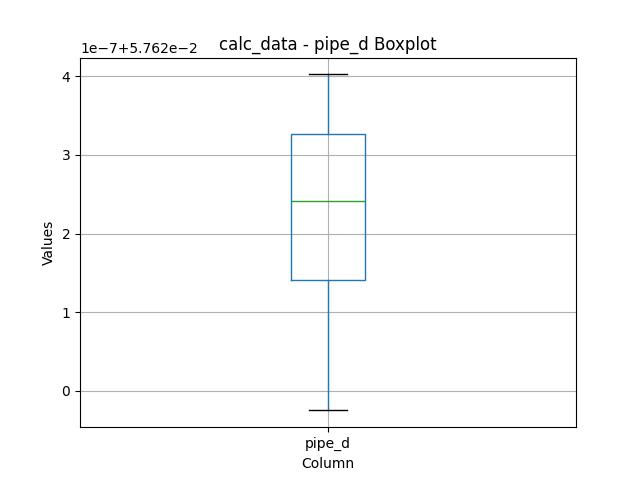 calc_data - pipe_d Boxplot
1e−7+5.762e−2
4
3
2
1
0
Values
pipe_d
Column